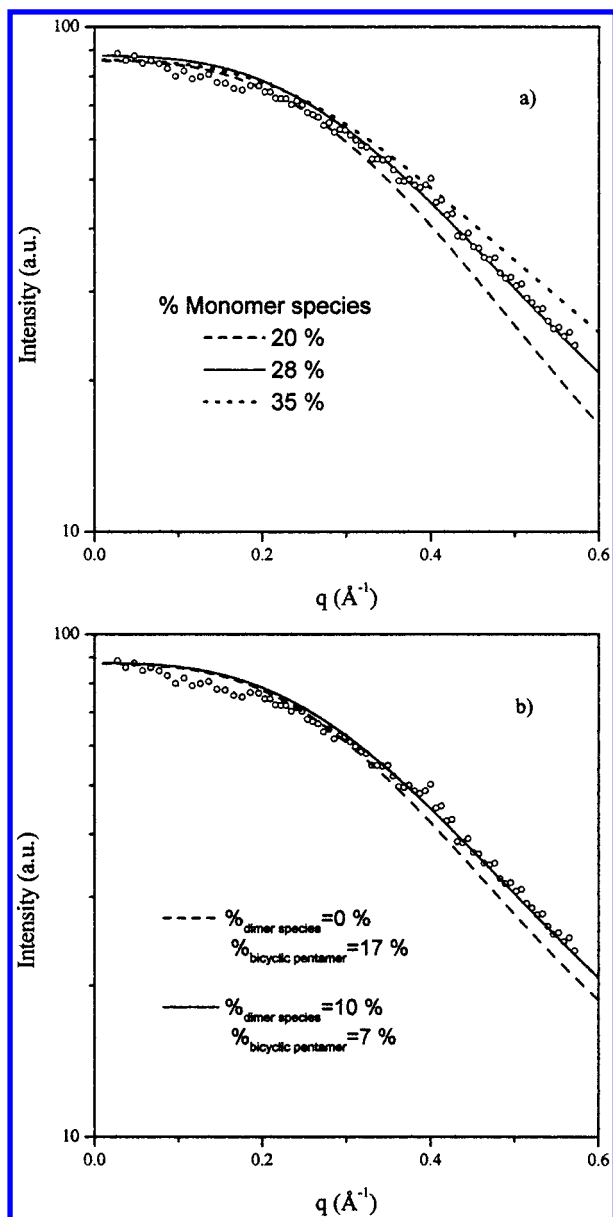 100
a)
Intensity (a.u.)
% Monomer species
20 %
28 %
35 %
10
0.0 0.2 0.4 0.6
q (Å⁻¹)
100
b)
Intensity (a.u.)
%dimer species=0 %
%bicyclic pentamer=17 %
%dimer species=10 %
%bicyclic pentamer=7 %
10
0.0 0.2 0.4 0.6
q (Å⁻¹)